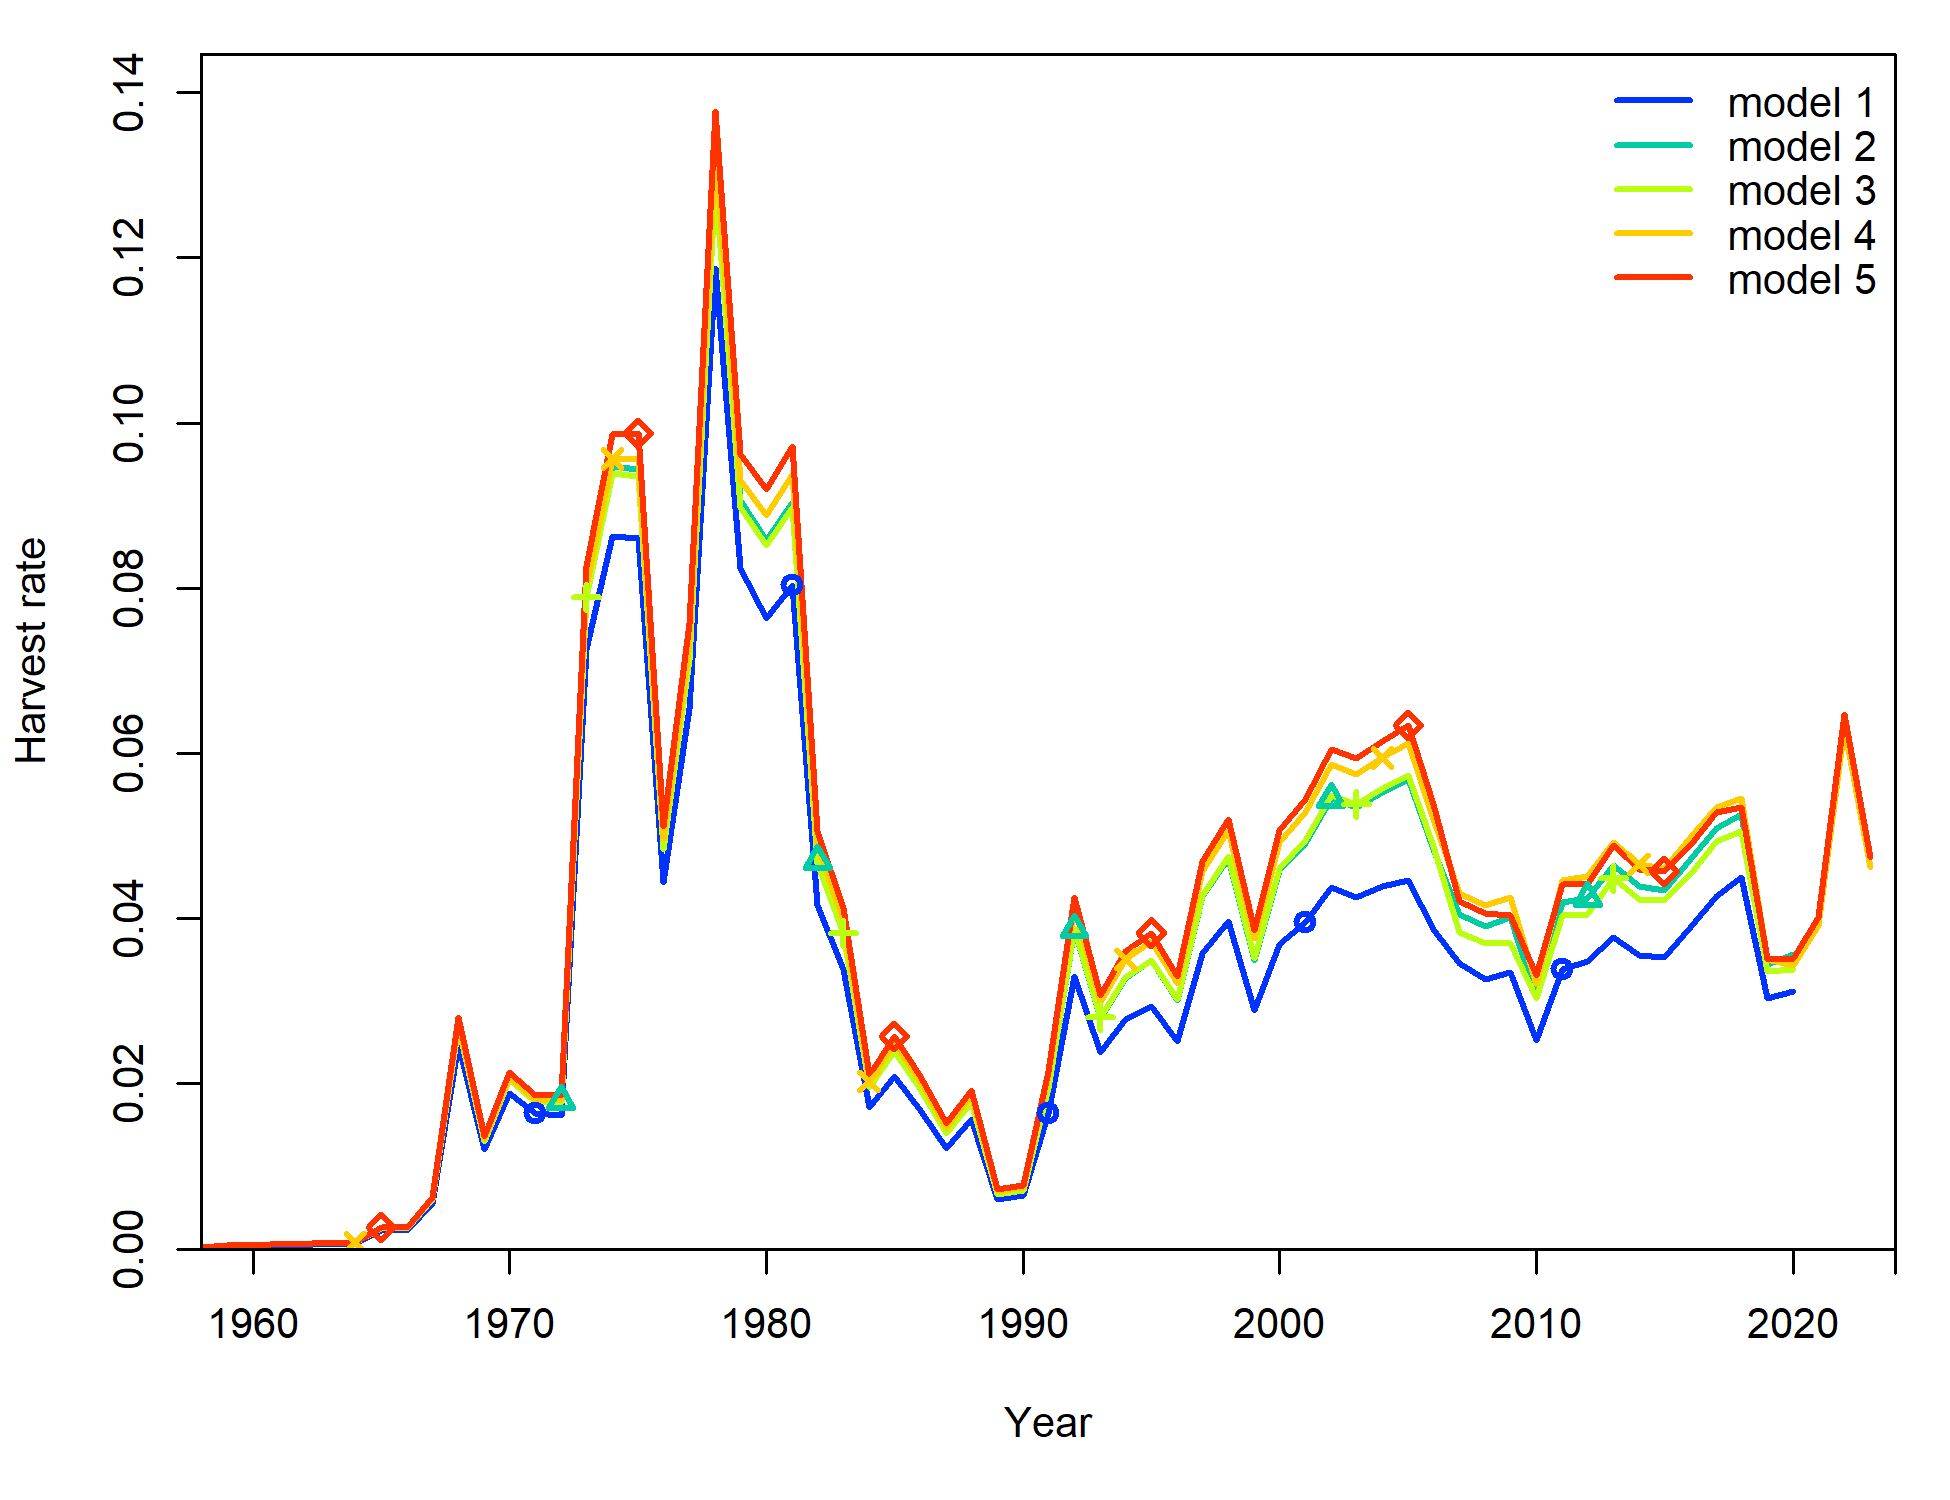 0.14
0.12
0.10
0.08
0.06
0.04
0.02
0.00
Harvest rate
model 1
model 2
model 3
model 4
model 5
1960 1970 1980 1990 2000 2010 2020
Year